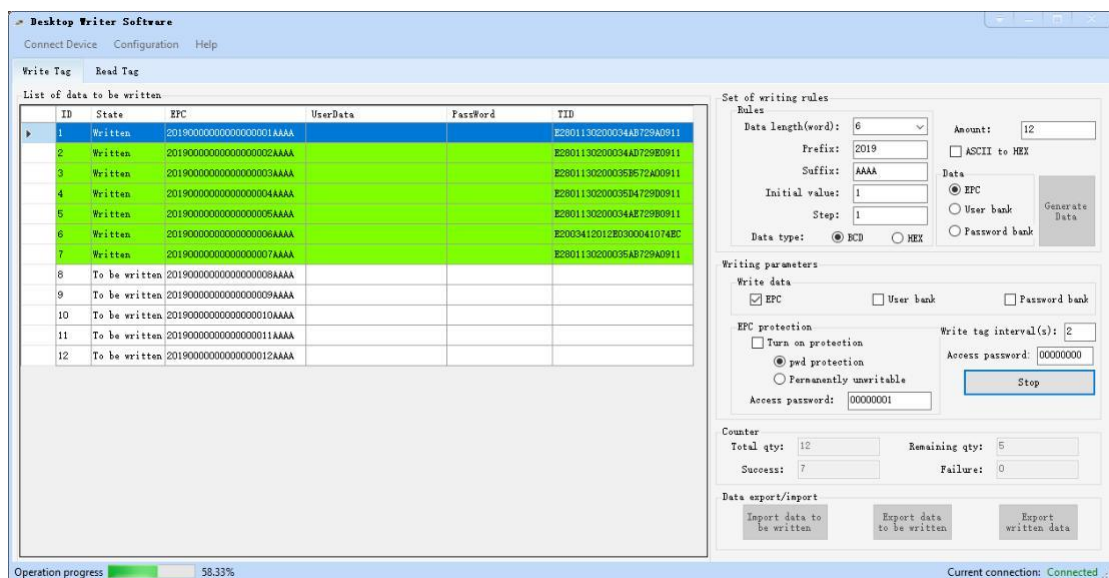 Desktop Writer Software
Connect Device Configuration Help
Write Tag Read Tag
List of data to be written
ID State EPC UserData PassWord TID
1 Written 20190000000000000001AAAA E2801130200034AB729A0911
2 Written 20190000000000000002AAAA E2801130200034AD729E0911
3 Written 20190000000000000003AAAA E2801130200035B572A00911
4 Written 20190000000000000004AAAA E2801130200035D4729D0911
5 Written 20190000000000000005AAAA E2801130200034AE729B0911
6 Written 20190000000000000006AAAA E2003412012E0300041074EC
7 Written 20190000000000000007AAAA E2801130200035AB729A0911
8 To be written 20190000000000000008AAAA
9 To be written 20190000000000000009AAAA
10 To be written 20190000000000000010AAAA
11 To be written 20190000000000000011AAAA
12 To be written 20190000000000000012AAAA
Set of writing rules
Rules
Data length(word): 6
Prefix: 2019
Suffix: AAAA
Initial value: 1
Step: 1
Data type: BCD HEX
Amount: 12
ASCII to HEX
Data
EPC
User bank
Password bank
Generate
Data
Writing parameters
Write data
EPC User bank Password bank
EPC protection
Turn on protection
pwd protection
Permanently unwritable
Access password: 00000001
Write tag interval(s): 2
Access password: 00000000
Stop
Counter
Total qty: 12 Remaining qty: 5
Success: 7 Failure: 0
Data export/import
Import data to
be written
Export data
to be written
Export
written data
Operation progress 58.33% Current connection: Connected